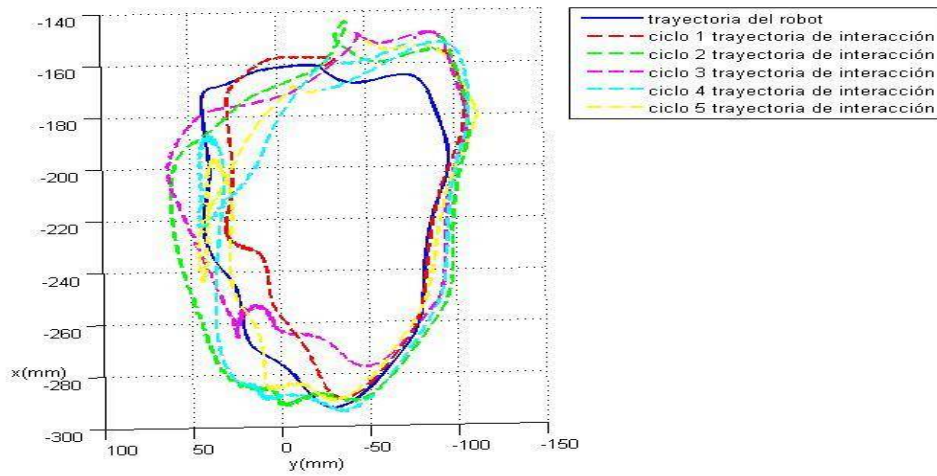 trayectoria del robot
ciclo 1 trayectoria de interacción
ciclo 2 trayectoria de interacción
ciclo 3 trayectoria de interacción
ciclo 4 trayectoria de interacción
ciclo 5 trayectoria de interacción
-140
-160
-180
-200
-220
-240
-260
x(mm)
-280
-300
100 50 0 -50 -100 -150
y(mm)